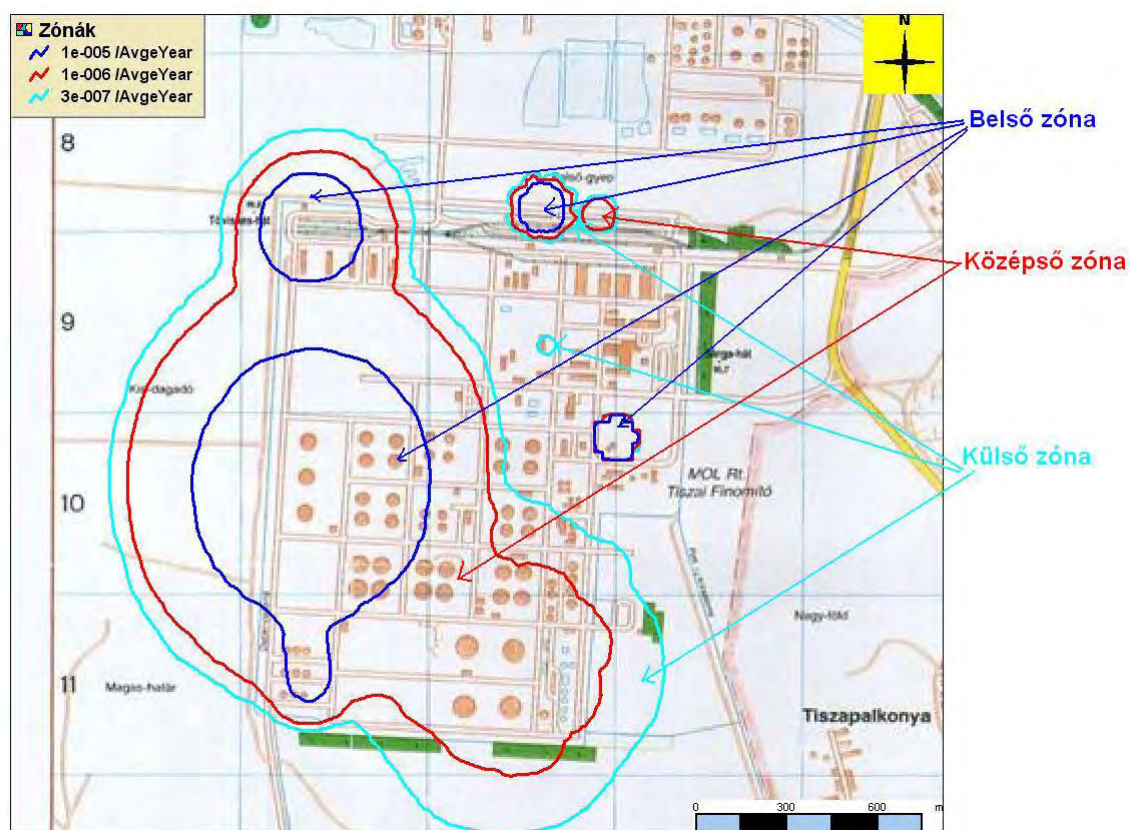 Zónák
1e-005 /AvgeYear
1e-006 /AvgeYear
3e-007 /AvgeYear
N
Belső zóna
Középső zóna
Külső zóna
8
9
10
11
MOL Rt.
Tiszai Finomító
Nagy-föld
Magas-határ
Tiszapalkonya
0 300 600 m